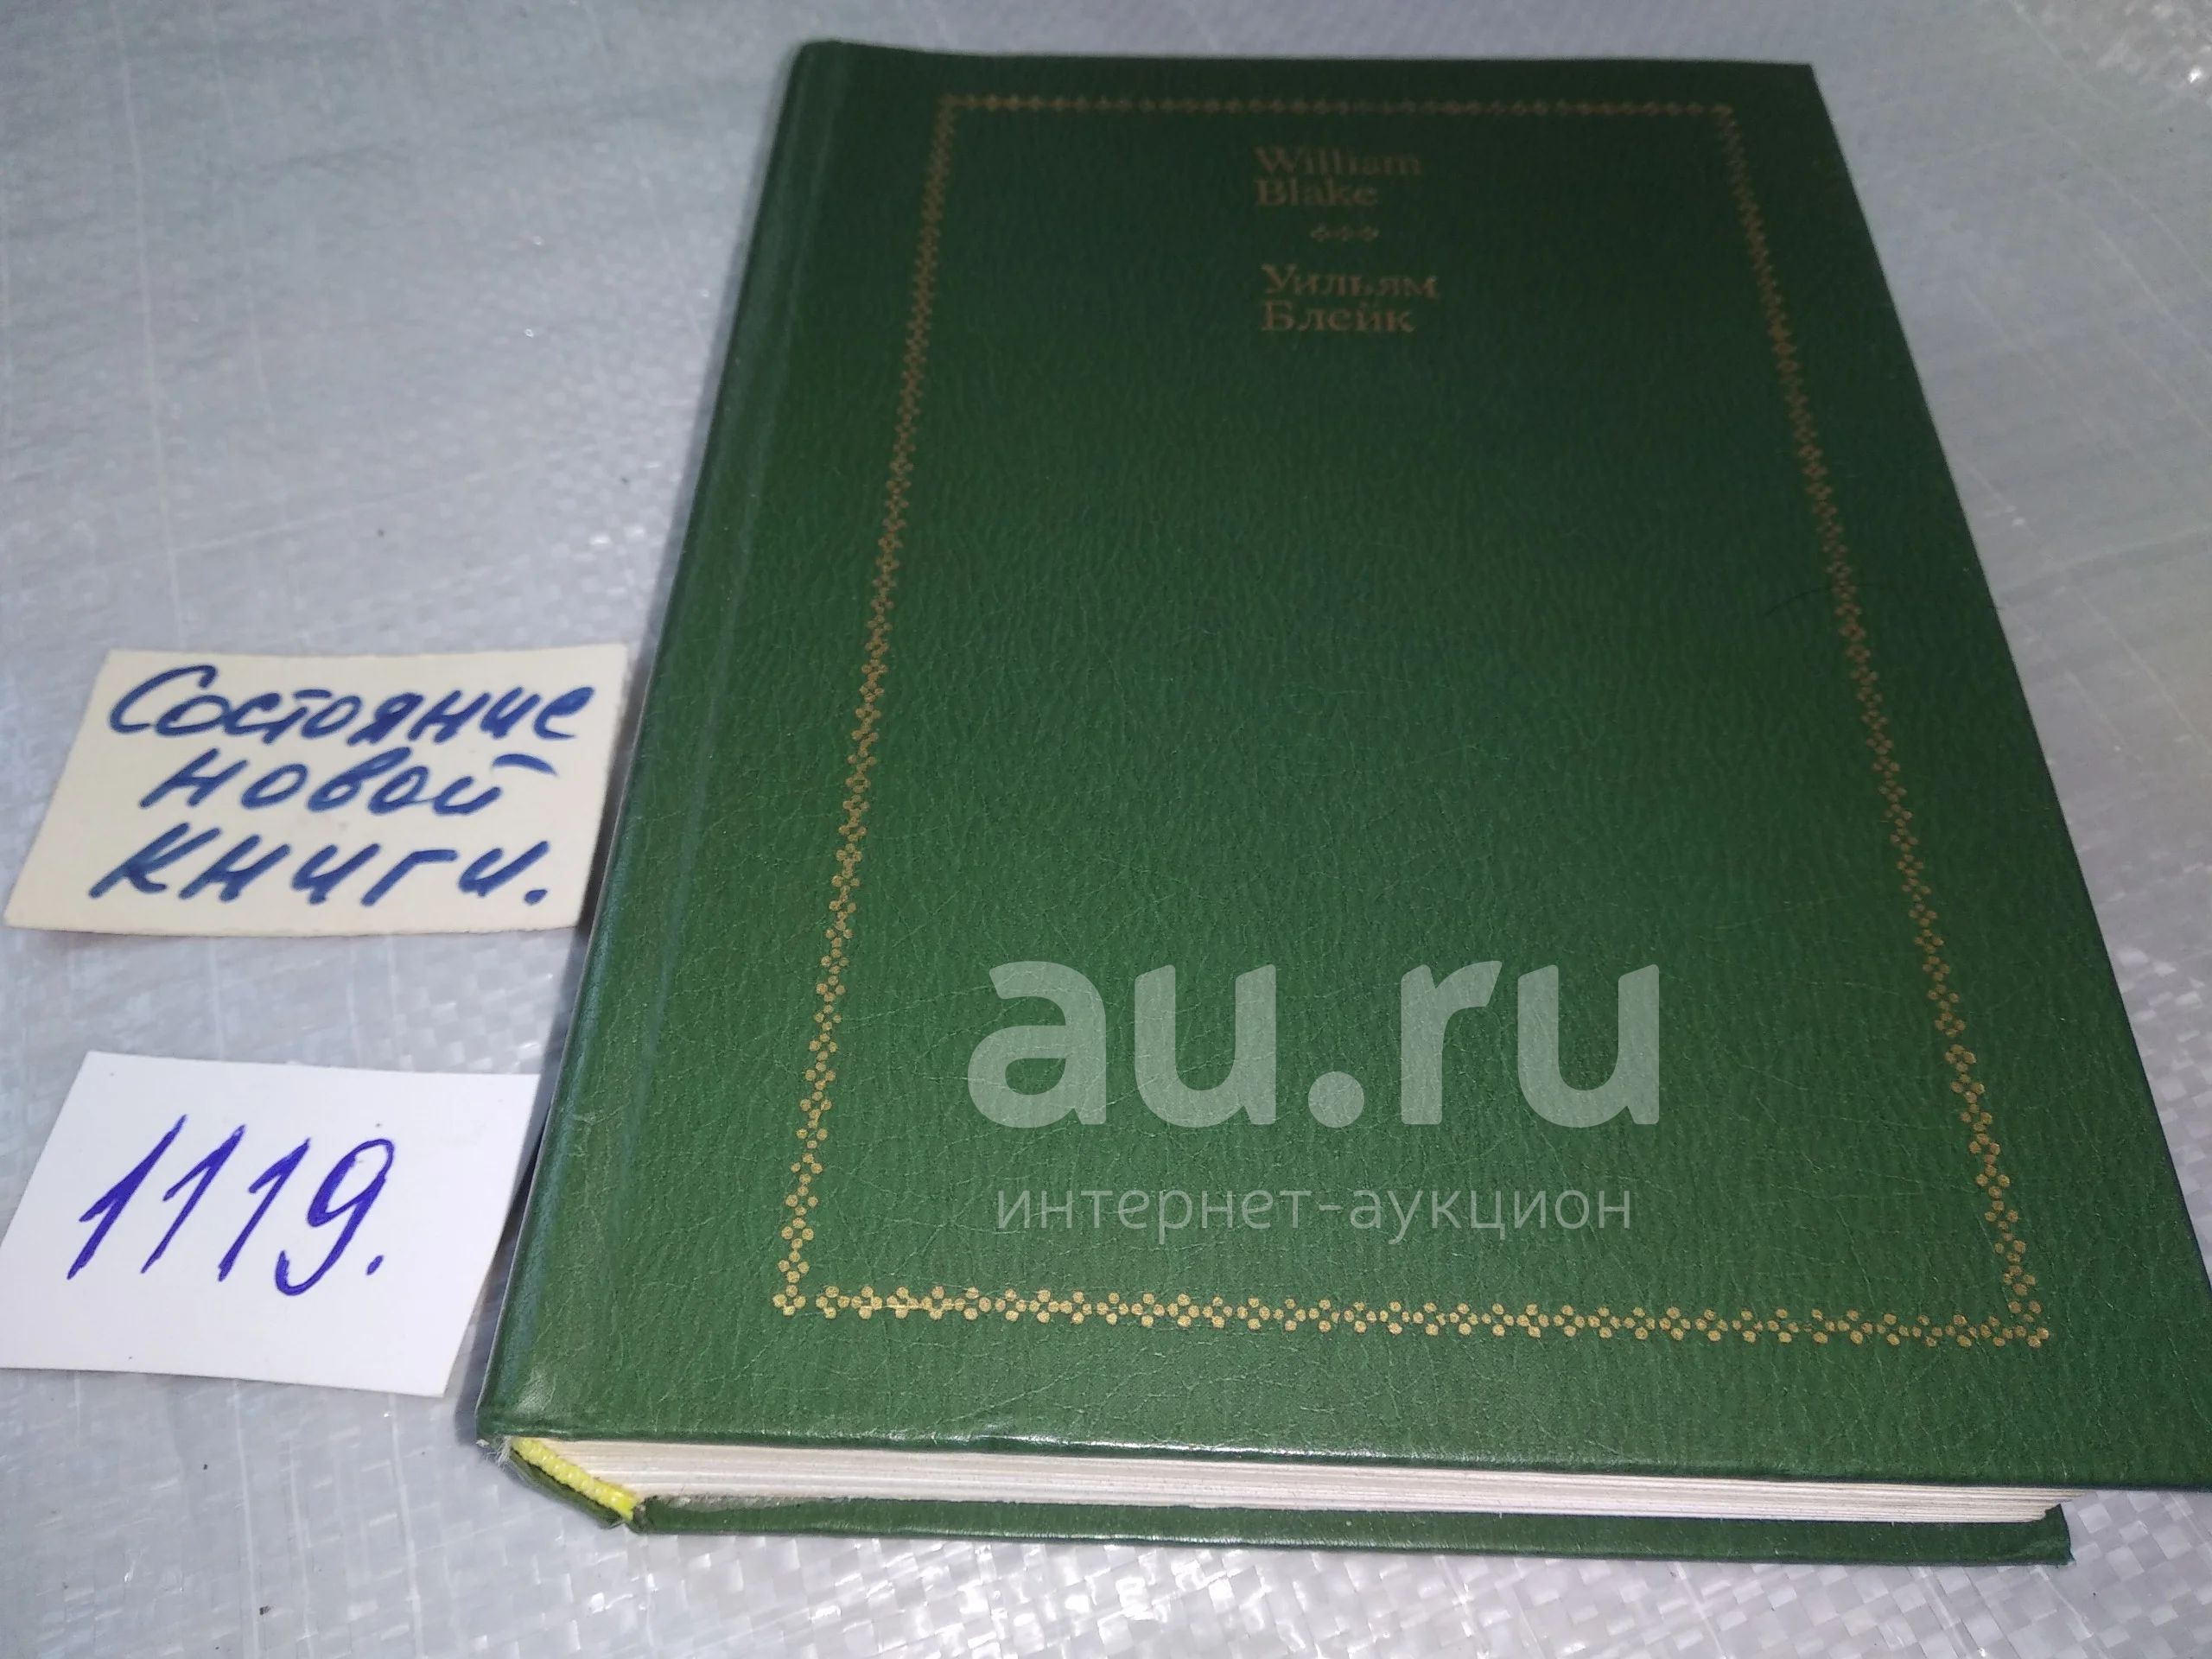 William
Blake
Уильям
Блейк
Состояние
новой
книги.
1119.
au.ru
интернет-аукцион